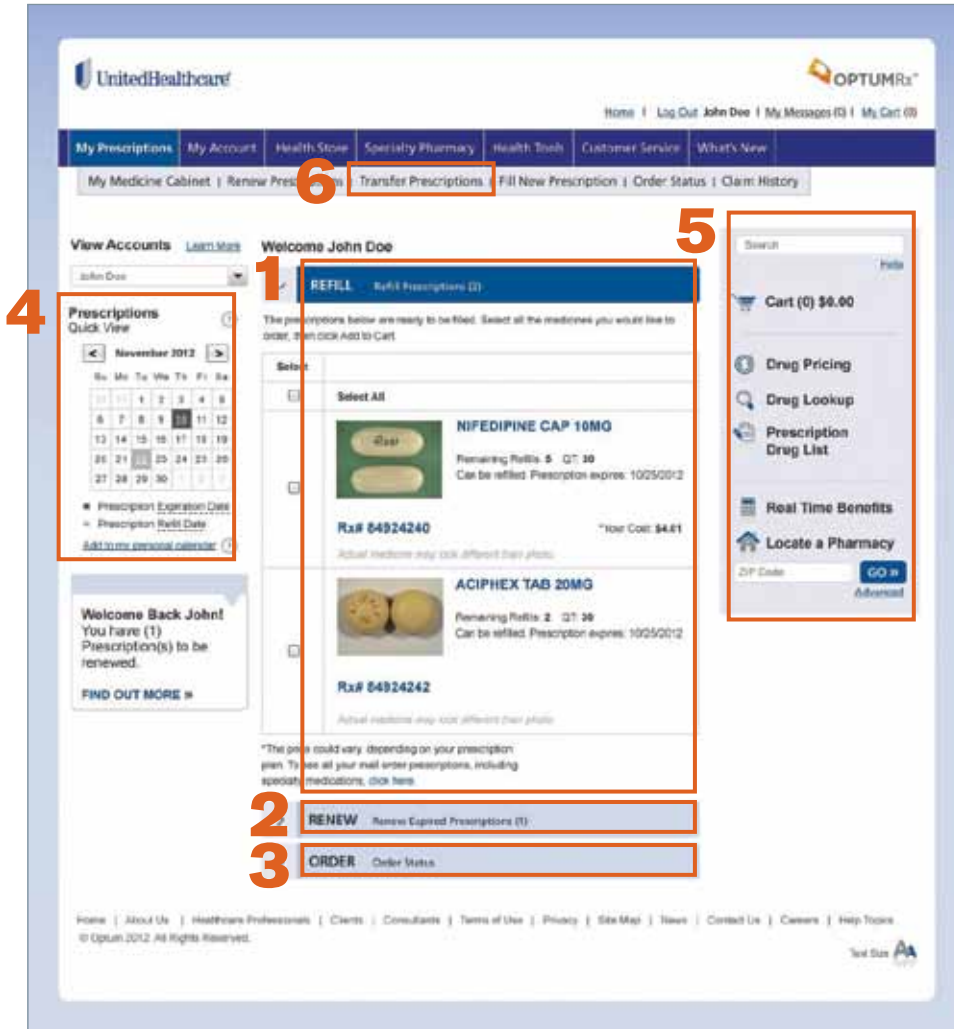 UnitedHealthcare
OPTUMRx
Home | Log Out John Doe | My Messages (0) | My Cart (0)
My Prescriptions My Account Health Store Specialty Pharmacy Health Tools Customer Service What's New
6
My Medicine Cabinet | Renew | Transfer Prescriptions | Fill New Prescription | Order Status | Claim History
View Accounts Learn More
John Doe
4
Prescriptions
Quick View
< November 2012 >
Su Mo Tu We Th Fr Sa
1 2 3 4 5
6 7 8 9 10 11 12
13 14 15 16 17 18 19
20 21 23 24 25 26
27 28 29 30
Prescription Expiration Date
Prescription Refill Date
Add to my personal calendar
Welcome Back John!
You have (1)
Prescription(s) to be
renewed.
FIND OUT MORE »
Welcome John Doe
1
REFILL Refill Prescriptions (2)
The prescriptions below are ready to be filled. Select all the medicines you would like to
order, then click Add to Cart
Select
Select All
NIFEDIPINE CAP 10MG
Remaining Refills: 5 QT: 30
Can be refilled. Prescription expires: 10/25/2012
Rx# 84924240 *Your Cost: $4.61
Actual medicine may look different than photo
ACIPHEX TAB 20MG
Remaining Refills: 2 QT: 30
Can be refilled. Prescription expires: 10/25/2012
Rx# 84924242
Actual medicine may look different than photo
*The price could vary, depending on your prescription
plan. To see all your mail order prescriptions, including
specialty medications, click here.
2
RENEW Renew Expired Prescriptions (1)
3
ORDER Order Status
5
Search
Help
Cart (0) $0.00
Drug Pricing
Drug Lookup
Prescription
Drug List
Real Time Benefits
Locate a Pharmacy
ZIP Code GO »
Advanced
Home | About Us | Healthcare Professionals | Clients | Consultants | Terms of Use | Privacy | Site Map | News | Contact Us | Careers | Help Topics
© Optum 2012. All Rights Reserved.
Text Size AA